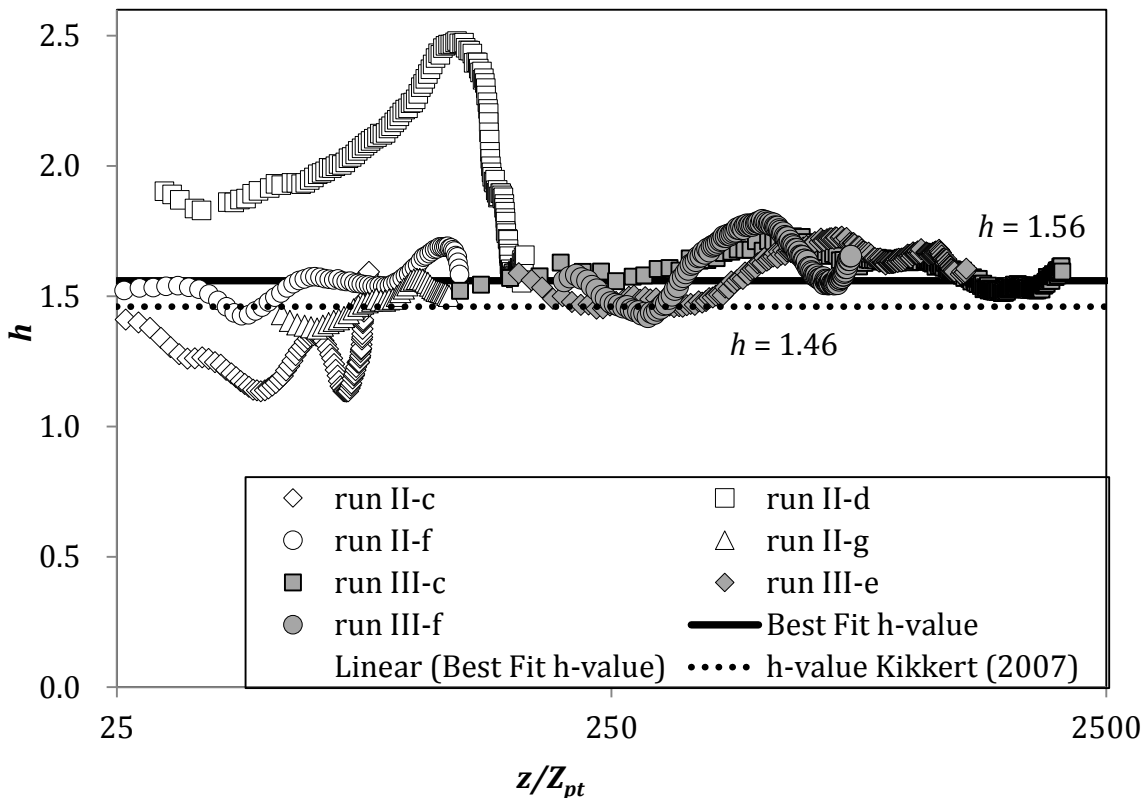 2.5
2.0
1.5
1.0
0.5
0.0
h
h = 1.56
h = 1.46
run II-c
run II-d
run II-f
run II-g
run III-c
run III-e
run III-f
Best Fit h-value
Linear (Best Fit h-value)
h-value Kikkert (2007)
25
250
2500
z/Zpt